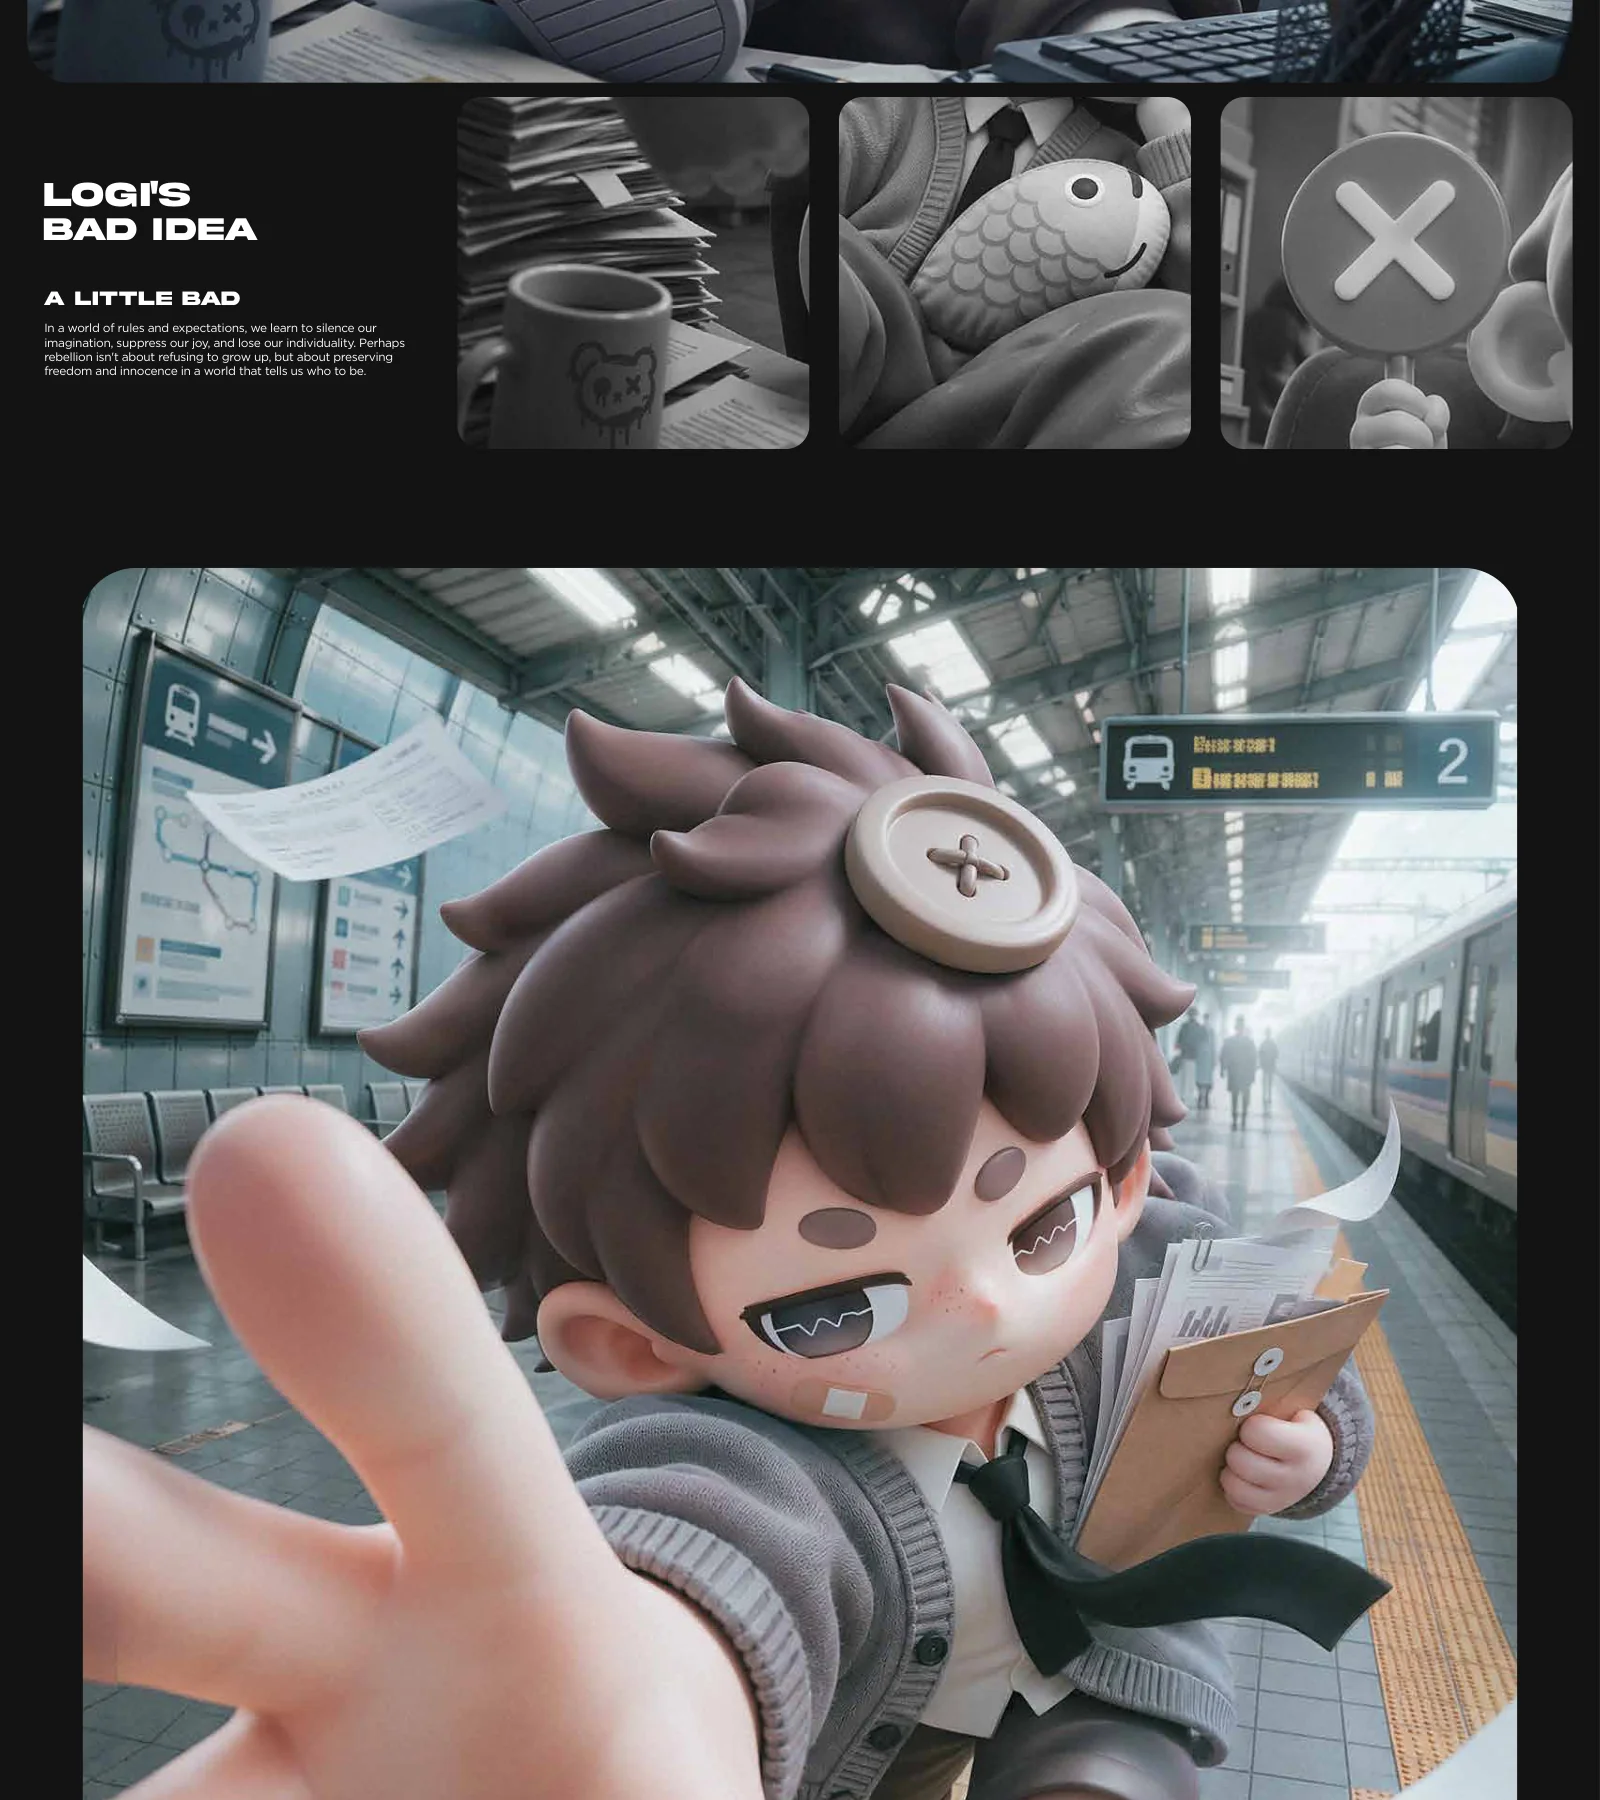 LOGI'S
BAD IDEA
A LITTLE BAD
In a world of rules and expectations, we learn to silence our
imagination, suppress our joy, and lose our individuality. Perhaps
rebellion isn't about refusing to grow up, but about preserving
freedom and innocence in a world that tells us who to be.
2